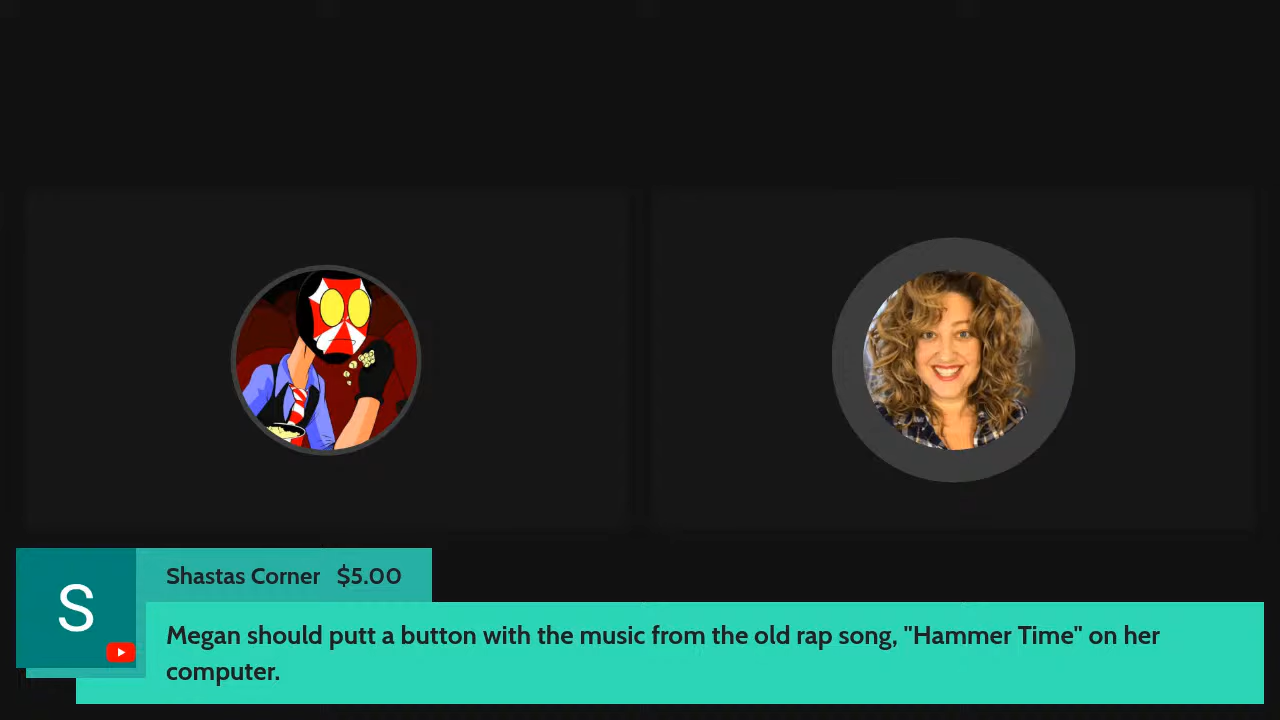 S
Shastas Corner $5.00
Megan should putt a button with the music from the old rap song, "Hammer Time" on her
computer.